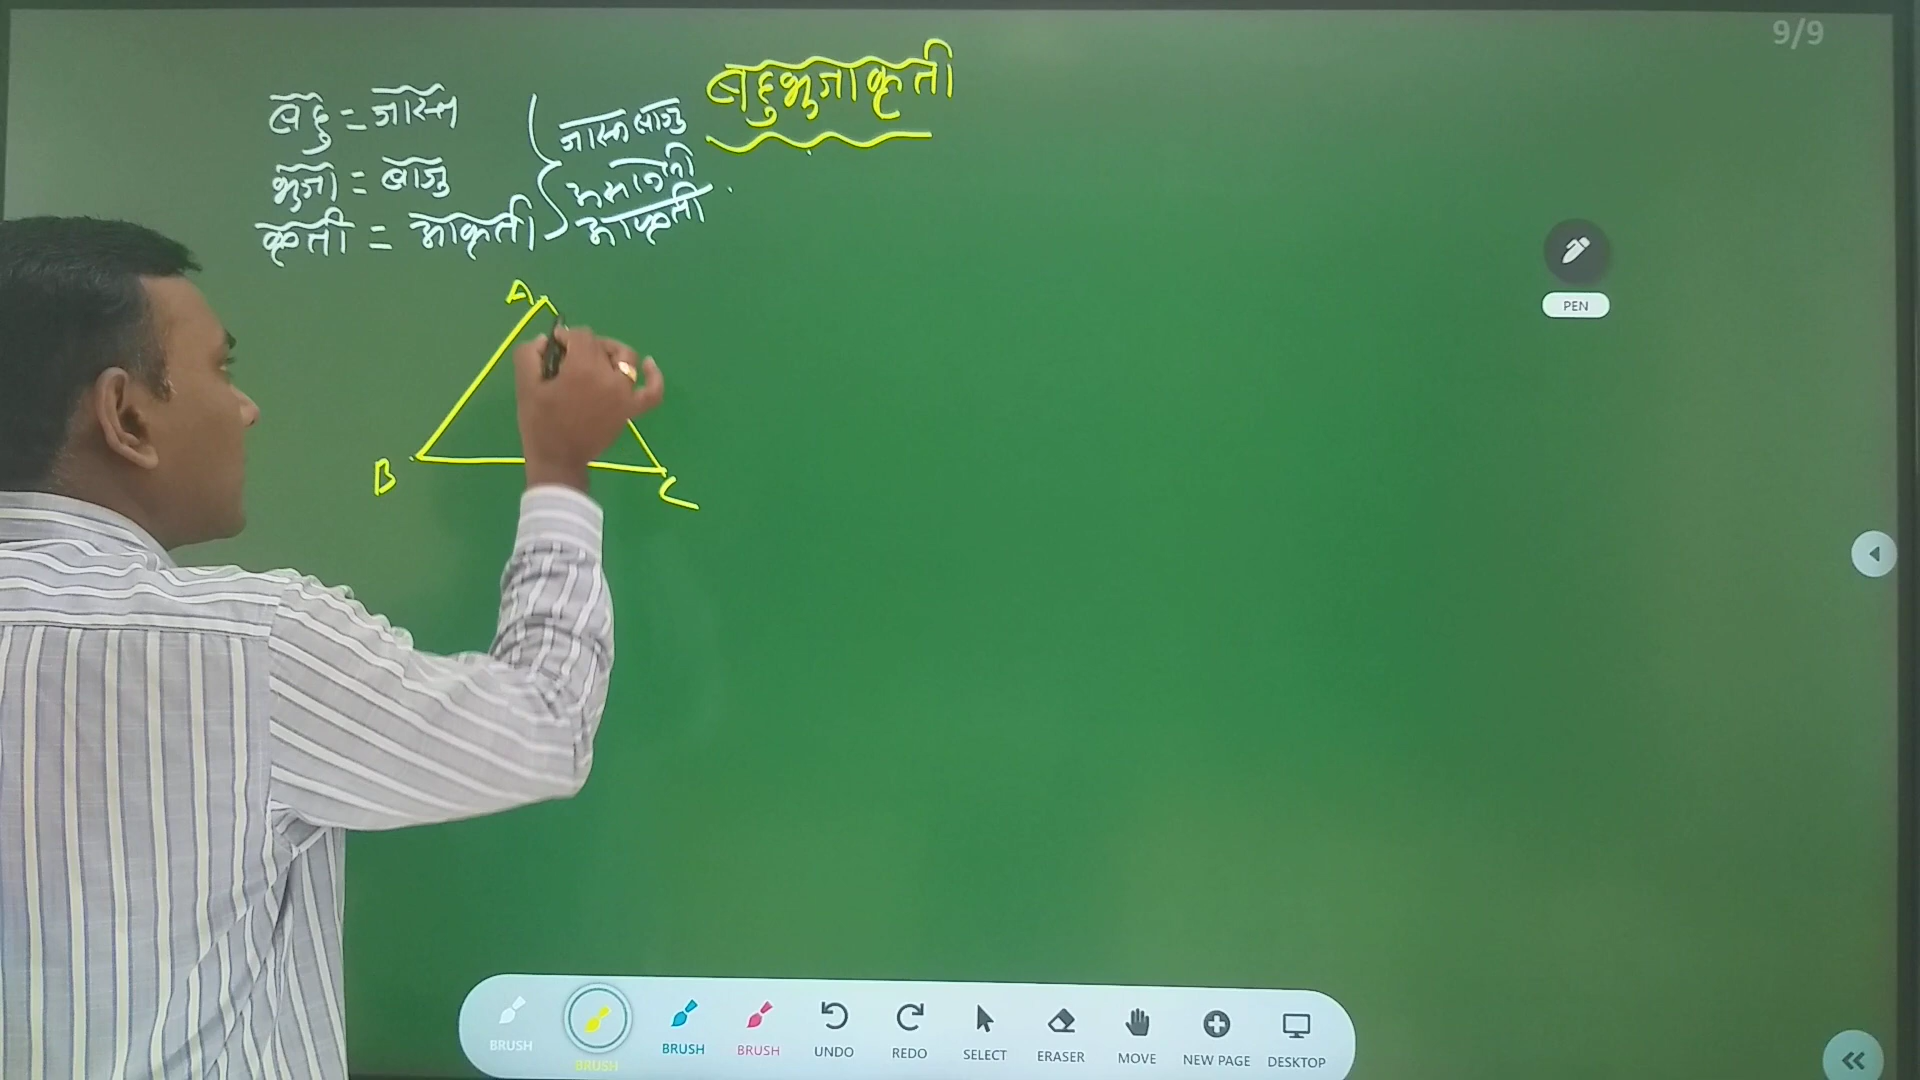 9/9
बहुभुजाकृती
बहु = जास्त
भुजा = बाजु
कृती = आकृती
जास्त बाजु
असलेली
आकृती
A
B
C
PEN
BRUSH
BRUSH
BRUSH
BRUSH
UNDO
REDO
SELECT
ERASER
MOVE
NEW PAGE
DESKTOP